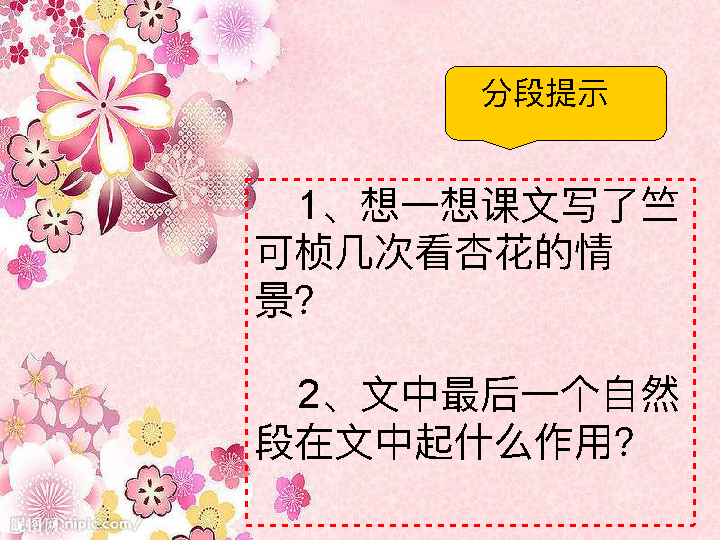 分段提示
1、想一想课文写了竺
可桢几次看杏花的情
景？
2、文中最后一个自然
段在文中起什么作用？
昵图网 nipic.com/